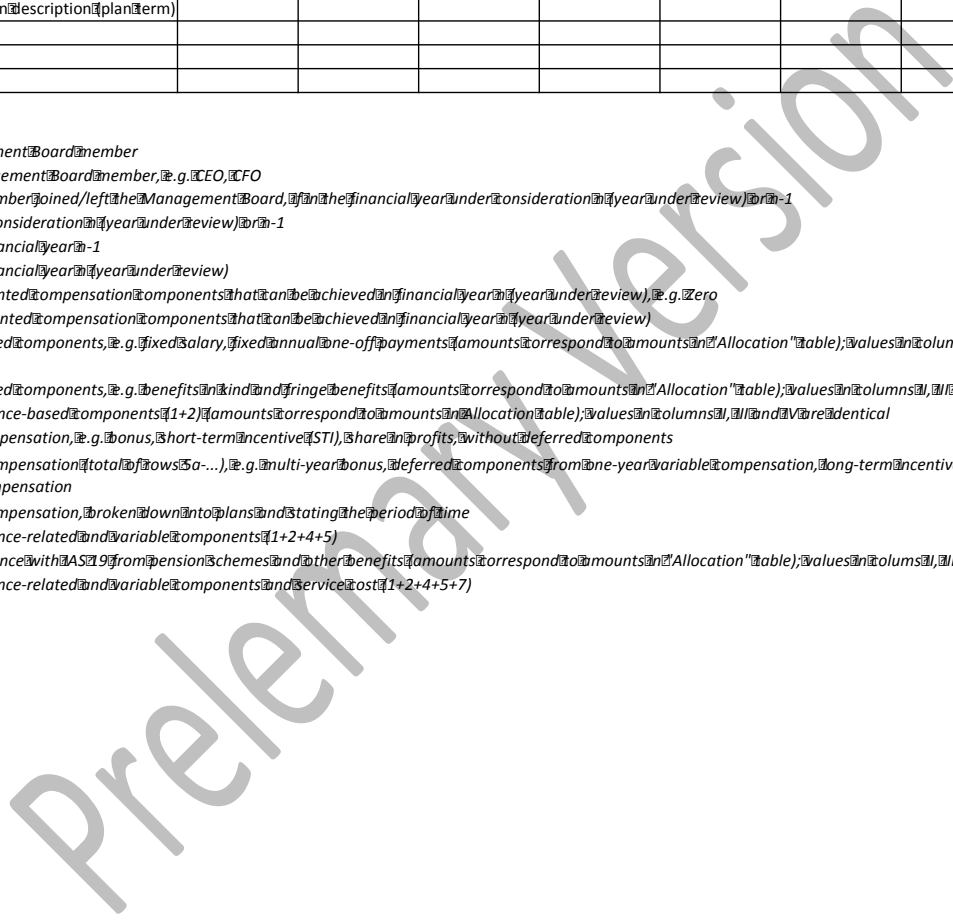 n description (plan term)
ment Board member
ement Board member, e.g. CEO, CFO
mber joined/left the Management Board, if in the financial year under consideration n (year under review) or n-1
onsideration n (year under review) or n-1
ancial year n-1
ancial year n (year under review)
nted compensation components that can be achieved in financial year n (year under review), e.g. Zero
nted compensation components that can be achieved in financial year n (year under review)
ed components, e.g. fixed salary, fixed annual one-off payments (amounts correspond to amounts in "Allocation" table); values in colum
ed components, e.g. benefits in kind and fringe benefits (amounts correspond to amounts in "Allocation" table); values in columns II, III
nce-based components (1+2) (amounts correspond to amounts in Allocation table); values in columns II, III and IV are identical
pensation, e.g. bonus, short-term incentive (STI), share in profits, without deferred components
mpensation (total of rows 5a-...), e.g. multi-year bonus, deferred components from one-year variable compensation, long-term incentiv
pensation
mpensation, broken down into plans and stating the period of time
nce-related and variable components (1+2+4+5)
nce with IAS 19 from pension schemes and other benefits (amounts correspond to amounts in "Allocation" table); values in colums II, III
nce-related and variable components and service cost (1+2+4+5+7)
Prelemary Version